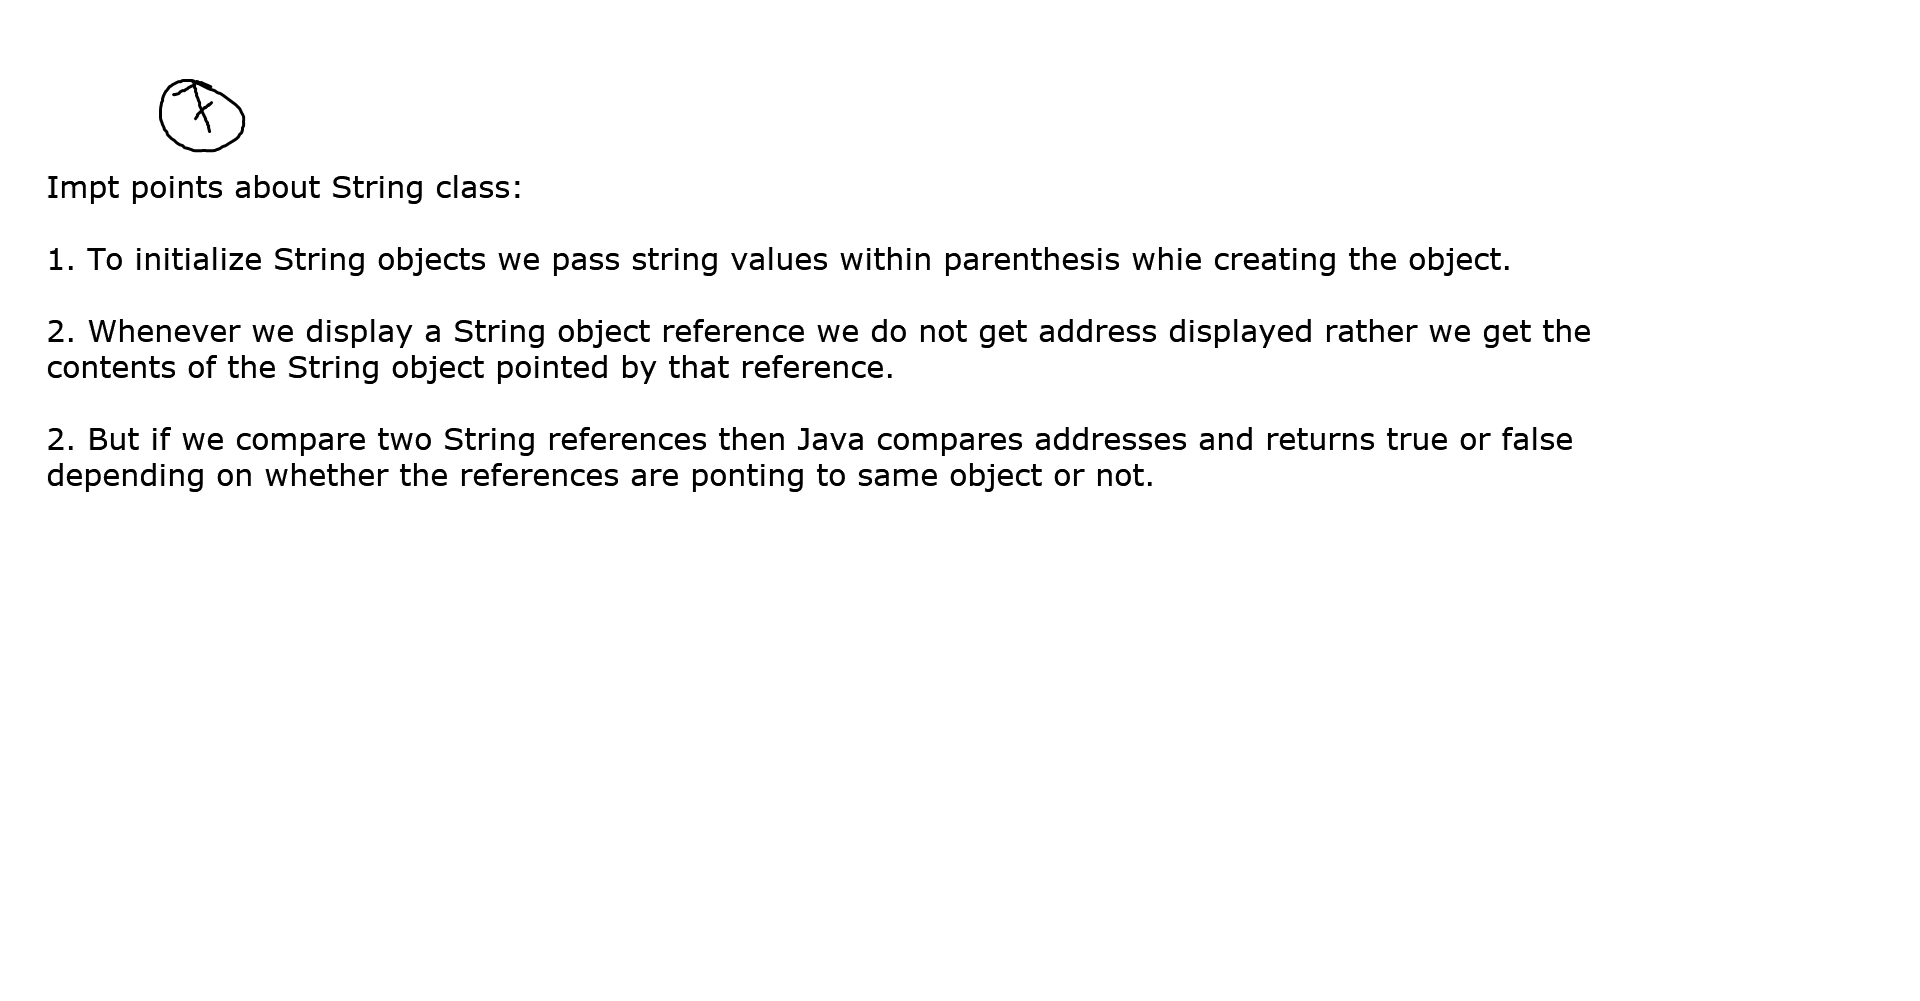 7
Impt points about String class:
1. To initialize String objects we pass string values within parenthesis whie creating the object.
2. Whenever we display a String object reference we do not get address displayed rather we get the
contents of the String object pointed by that reference.
2. But if we compare two String references then Java compares addresses and returns true or false
depending on whether the references are ponting to same object or not.